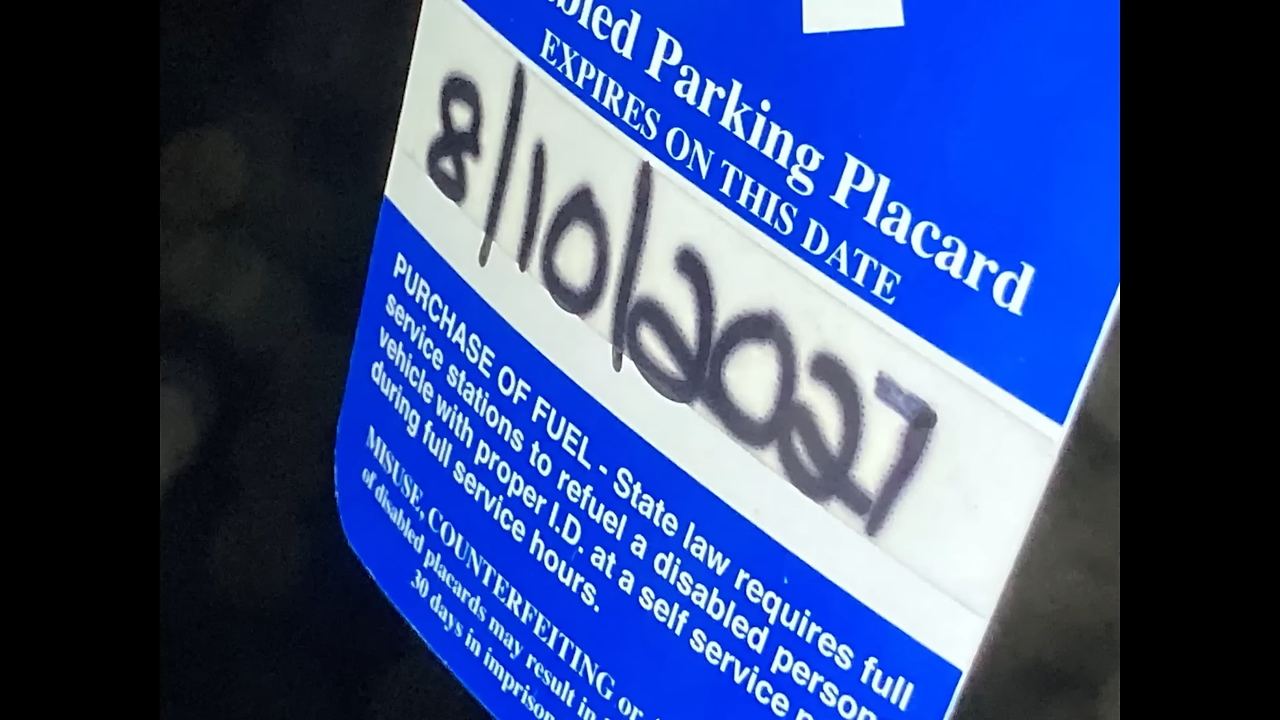 bled Parking Placard
EXPIRES ON THIS DATE
8/10/2027
PURCHASE OF FUEL - State law requires full
service stations to refuel a disabled person
vehicle with proper I.D. at a self service
during full service hours.
MISUSE, COUNTERFEITING or
of disabled placards may result in
30 days in